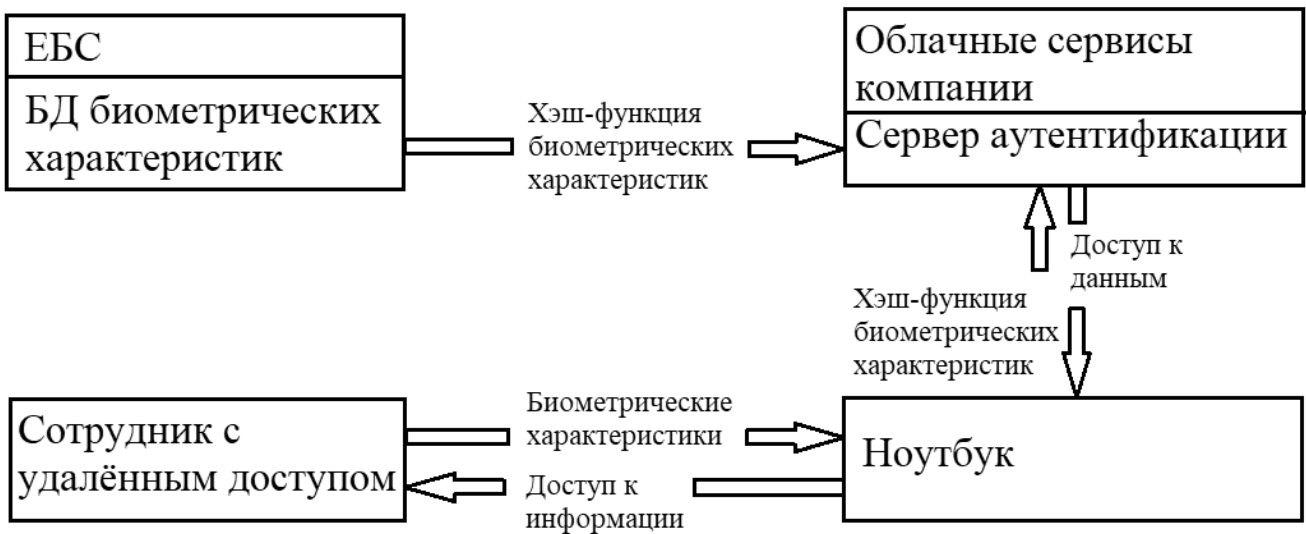 ЕБС
БД биометрических
характеристик
Хэш-функция
биометрических
характеристик
Облачные сервисы
компании
Сервер аутентификации
Доступ к
данным
Хэш-функция
биометрических
характеристик
Сотрудник с
удалённым доступом
Биометрические
характеристики
Доступ к
информации
Ноутбук